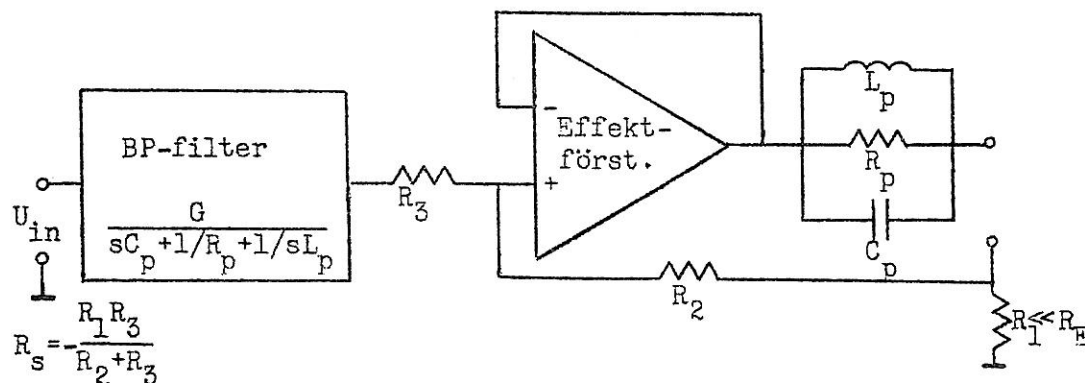 BP-filter
G
sC_p+1/R_p+1/sL_p
U_in
R_s=-R_1R_3
R_2+R_3
R_3
-
Effekt-
först.
+
L_p
R_p
C_p
R_2
R_1≪R_E